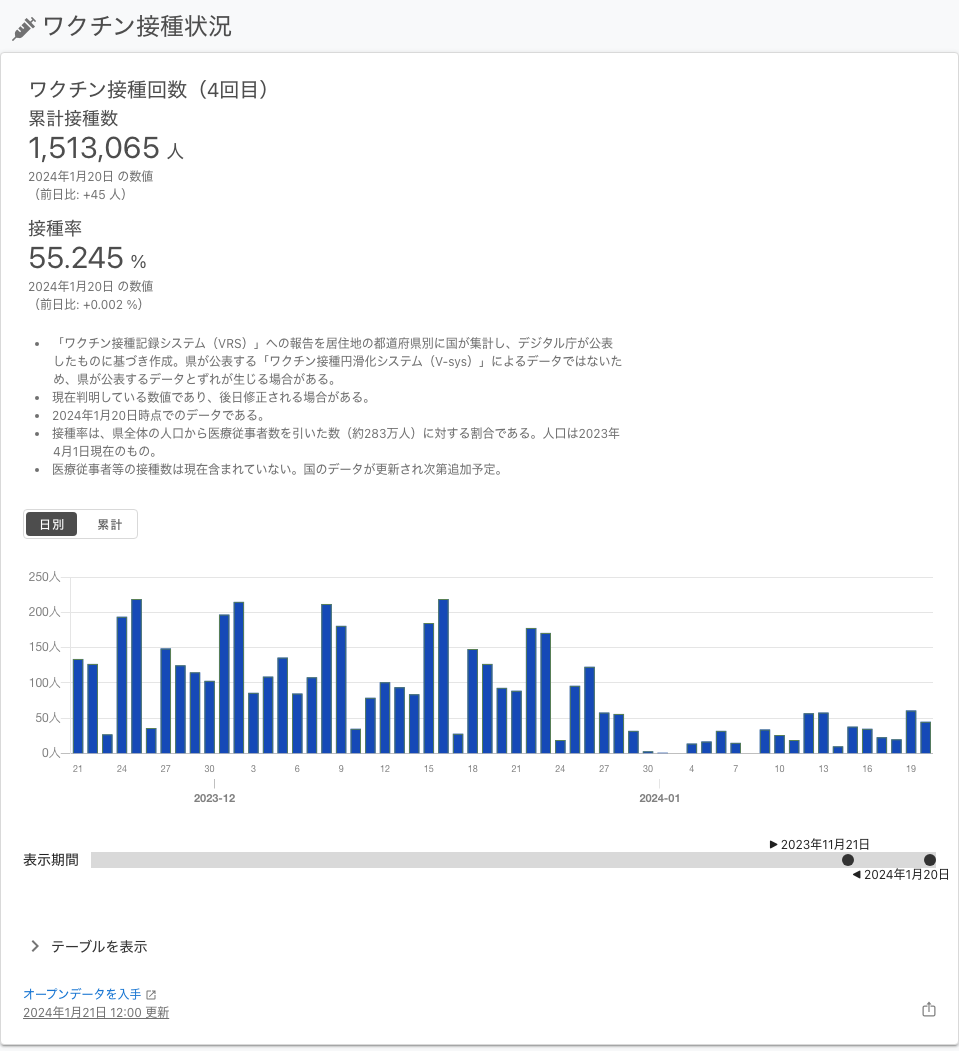 ワクチン接種状況
ワクチン接種回数（4回目）
累計接種数
1,513,065 人
2024年1月20日 の数値
（前日比: +45 人）
接種率
55.245 %
2024年1月20日 の数値
（前日比: +0.002 %）
• 「ワクチン接種記録システム（VRS）」への報告を居住地の都道府県別に国が集計し、デジタル庁が公表
したものに基づき作成。県が公表する「ワクチン接種円滑化システム（V-sys）」によるデータではないた
め、県が公表するデータとずれが生じる場合がある。
• 現在判明している数値であり、後日修正される場合がある。
• 2024年1月20日時点でのデータである。
• 接種率は、県全体の人口から医療従事者数を引いた数（約283万人）に対する割合である。人口は2023年
4月1日現在のもの。
• 医療従事者等の接種数は現在含まれていない。国のデータが更新され次第追加予定。
日別 累計
250人
200人
150人
100人
50人
0人
21 24 27 30 3 6 9 12 15 18 21 24 27 30 4 7 10 13 16 19
2023-12 2024-01
▶ 2023年11月21日
表示期間
◀ 2024年1月20日
テーブルを表示
オープンデータを入手
2024年1月21日 12:00 更新